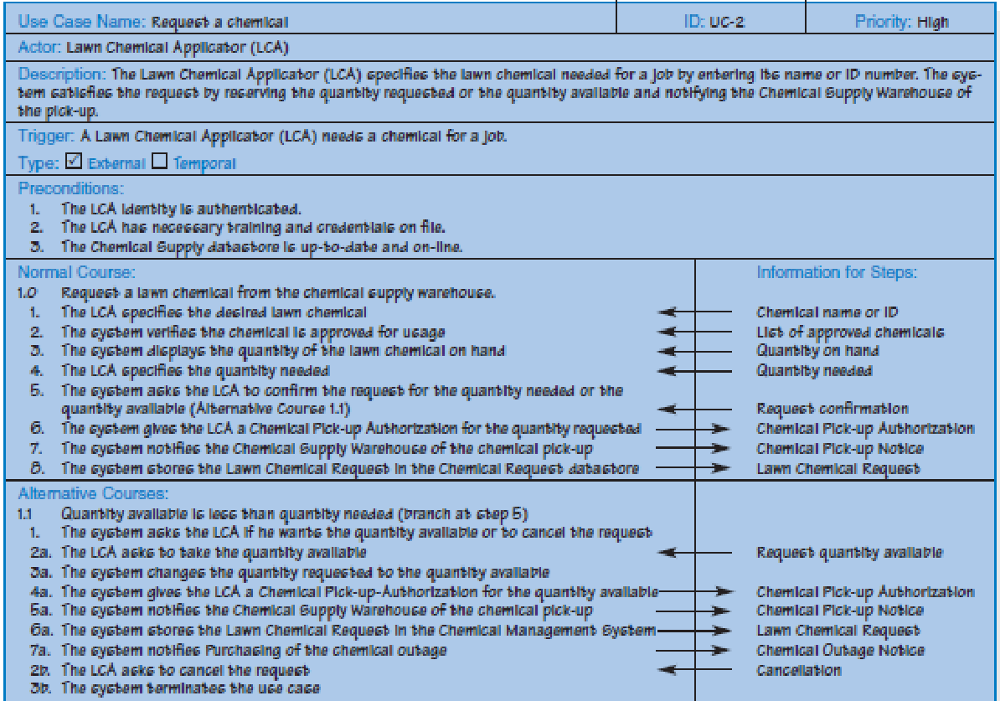 Use Case Name: Request a chemical ID: UC-2 Priority: High
Actor: Lawn Chemical Applicator (LCA)
Description: The Lawn Chemical Applicator (LCA) specifies the lawn chemical needed for a job by entering its name or ID number. The sys-
tem satisfies the request by reserving the quantity requested or the quantity available and notifying the Chemical Supply Warehouse of
the pick-up.
Trigger: A Lawn Chemical Applicator (LCA) needs a chemical for a job.
Type: ☑ External ☐ Temporal
Preconditions:
1. The LCA identity is authenticated.
2. The LCA has necessary training and credentials on file.
3. The Chemical Supply datastore is up-to-date and on-line.
Normal Course: Information for Steps:
1.0 Request a lawn chemical from the chemical supply warehouse.
1. The LCA specifies the desired lawn chemical Chemical name or ID
2. The system verifies the chemical is approved for usage List of approved chemicals
3. The system displays the quantity of the lawn chemical on hand Quantity on hand
4. The LCA specifies the quantity needed Quantity needed
5. The system asks the LCA to confirm the request for the quantity needed or the
quantity available (Alternative Course 1.1) Request confirmation
6. The system gives the LCA a Chemical Pick-up Authorization for the quantity requested Chemical Pick-up Authorization
7. The system notifies the Chemical Supply Warehouse of the chemical pick-up Chemical Pick-up Notice
8. The system stores the Lawn Chemical Request in the Chemical Request datastore Lawn Chemical Request
Alternative Courses:
1.1 Quantity available is less than quantity needed (branch at step 5)
1. The system asks the LCA if he wants the quantity available or to cancel the request
2a. The LCA asks to take the quantity available Request quantity available
3a. The system changes the quantity requested to the quantity available
4a. The system gives the LCA a Chemical Pick-up-Authorization for the quantity available Chemical Pick-up Authorization
5a. The system notifies the Chemical Supply Warehouse of the chemical pick-up Chemical Pick-up Notice
6a. The system stores the Lawn Chemical Request in the Chemical Management System Lawn Chemical Request
7a. The system notifies Purchasing of the chemical outage Chemical Outage Notice
2b. The LCA asks to cancel the request Cancellation
3b. The system terminates the use case